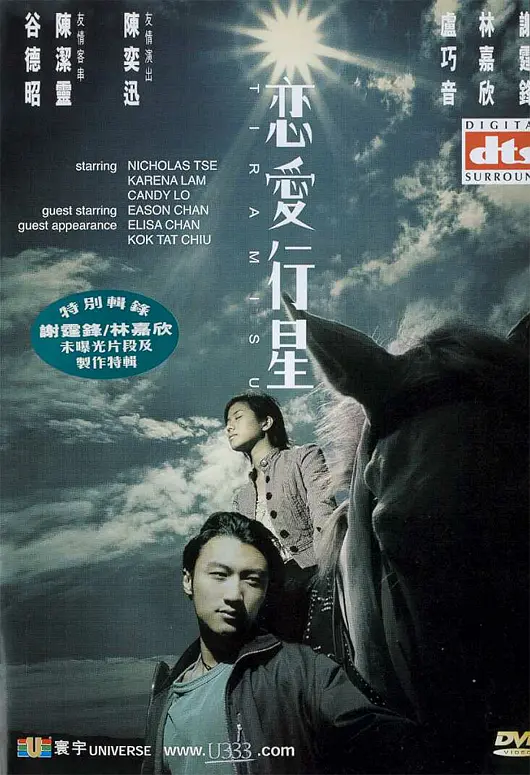 謝霆鋒
林嘉欣
盧巧音
友情演出
陳奕迅
友情客串
陳潔靈
谷德昭
DIGITAL
dts
SURROUND
戀愛行星
TIRAMISU
starring NICHOLAS TSE
KARENA LAM
CANDY LO
guest starring EASON CHAN
guest appearance ELISA CHAN
KOK TAT CHIU
特別輯錄
謝霆鋒/林嘉欣
未曝光片段及
製作特輯
寰宇 UNIVERSE www.U333.com
DVD